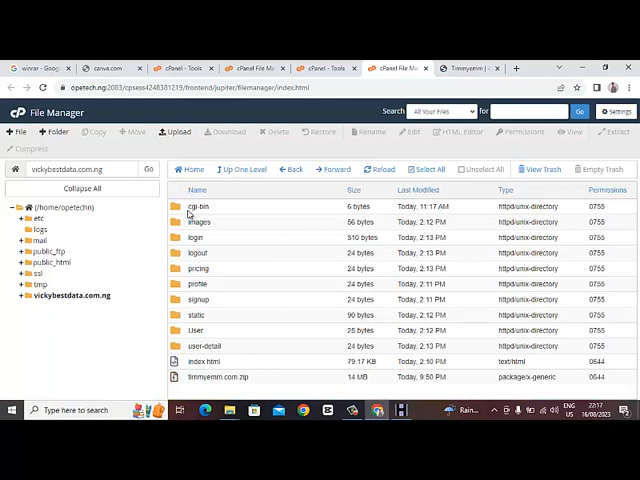 winrar - Goog
canva.com
cPanel - Tools
cPanel File Man
cPanel - Tools
cPanel File Ma
Timmyemm |
opetech.ng:2083/cpsess4248381219/frontend/jupiter/filemanager/index.html
cP File Manager
Search All Your Files for Go Settings
File Folder Copy Move Upload Download Delete Restore Rename Edit HTML Editor Permissions View Extract
Compress
vickybestdata.com.ng Go Home Up One Level Back Forward Reload Select All Unselect All View Trash Empty Trash
Collapse All
(/home/opetechn)
etc
logs
mail
public_ftp
public_html
ssl
tmp
vickybestdata.com.ng
Name Size Last Modified Type Permissions
cgi-bin 6 bytes Today, 11:17 AM httpd/unix-directory 0755
images 56 bytes Today, 2:12 PM httpd/unix-directory 0755
login 310 bytes Today, 2:13 PM httpd/unix-directory 0755
logout 24 bytes Today, 2:13 PM httpd/unix-directory 0755
pricing 24 bytes Today, 2:13 PM httpd/unix-directory 0755
profile 24 bytes Today, 2:11 PM httpd/unix-directory 0755
signup 24 bytes Today, 2:11 PM httpd/unix-directory 0755
static 90 bytes Today, 2:12 PM httpd/unix-directory 0755
User 25 bytes Today, 2:12 PM httpd/unix-directory 0755
user-detail 24 bytes Today, 2:11 PM httpd/unix-directory 0755
index.html 79.17 KB Today, 2:10 PM text/html 0644
timmyemm.com.zip 14 MB Today, 9:50 PM package/x-generic 0644
Type here to search
Rain...
ENG
US
22:17
16/08/2023